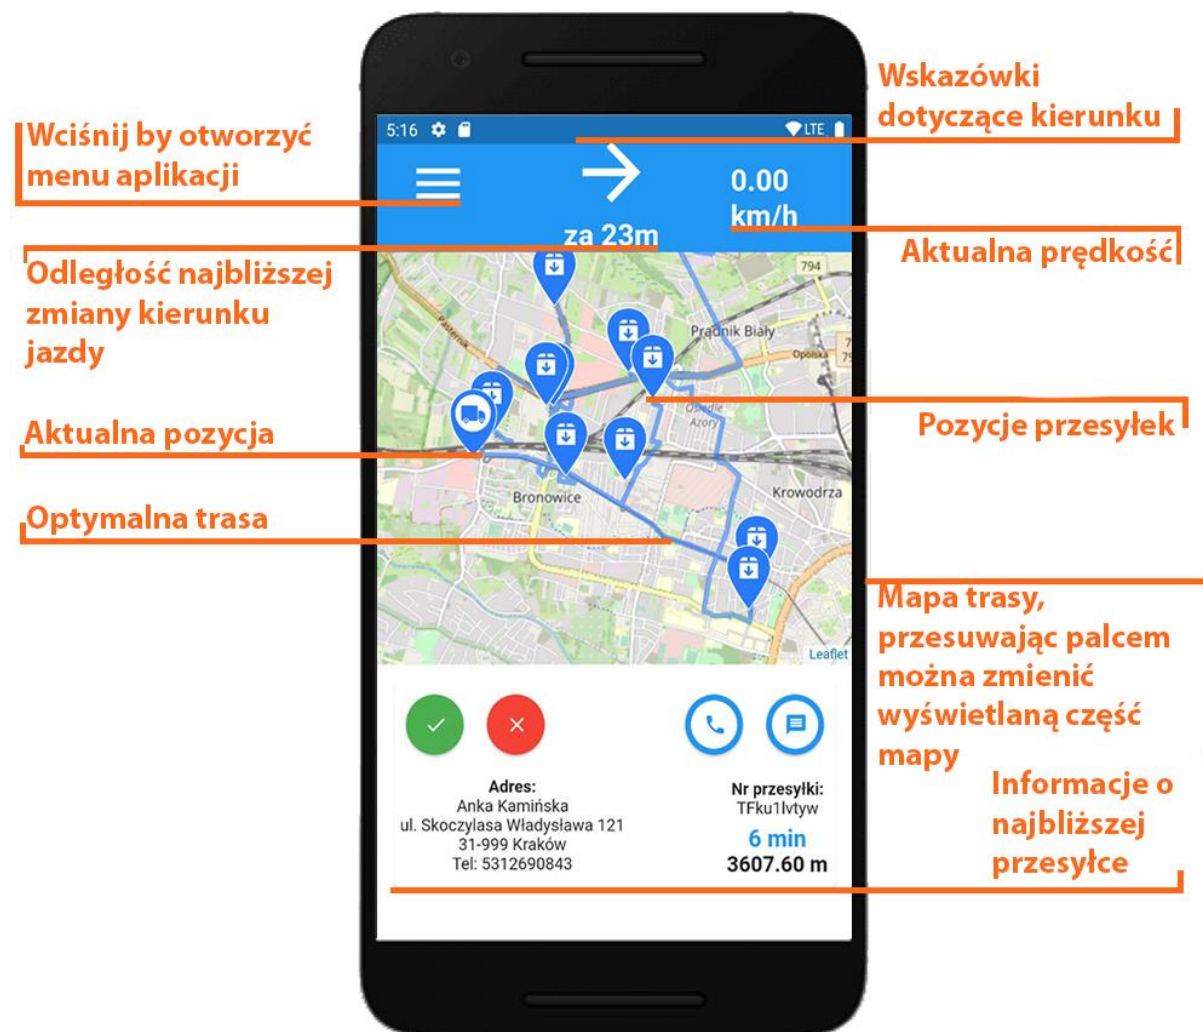 Wskazówki
dotyczące kierunku
Wciśnij by otworzyć
menu aplikacji
5:16
LTE
0.00
km/h
za 23m
Aktualna prędkość
Odległość najbliższej
zmiany kierunku
jazdy
794
Pasternik
Prądnik Biały
Opolska
Osiedle
Azory
Aktualna pozycja
Pozycje przesyłek
Optymalna trasa
Bronowice
Krowodrza
Leaflet
Mapa trasy,
przesuwając palcem
można zmienić
wyświetlaną część
mapy
Adres:
Anka Kamińska
ul. Skoczylasa Władysława 121
31-999 Kraków
Tel: 5312690843
Nr przesyłki:
TFku1lvtyw
6 min
3607.60 m
Informacje o
najbliższej
przesyłce